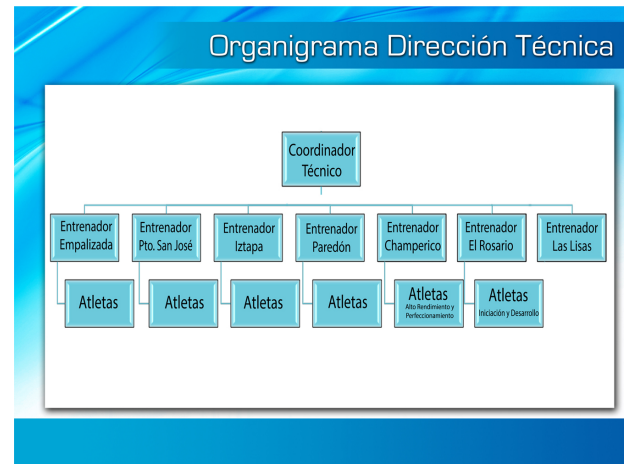 Organigrama Dirección Técnica
Coordinador
Técnico
Entrenador
Empalizada
Entrenador
Pto. San José
Entrenador
Iztapa
Entrenador
Paredón
Entrenador
Champerico
Entrenador
El Rosario
Entrenador
Las Lisas
Atletas
Atletas
Atletas
Atletas
Atletas
Alto Rendimiento y
Perfeccionamiento
Atletas
Iniciación y Desarrollo